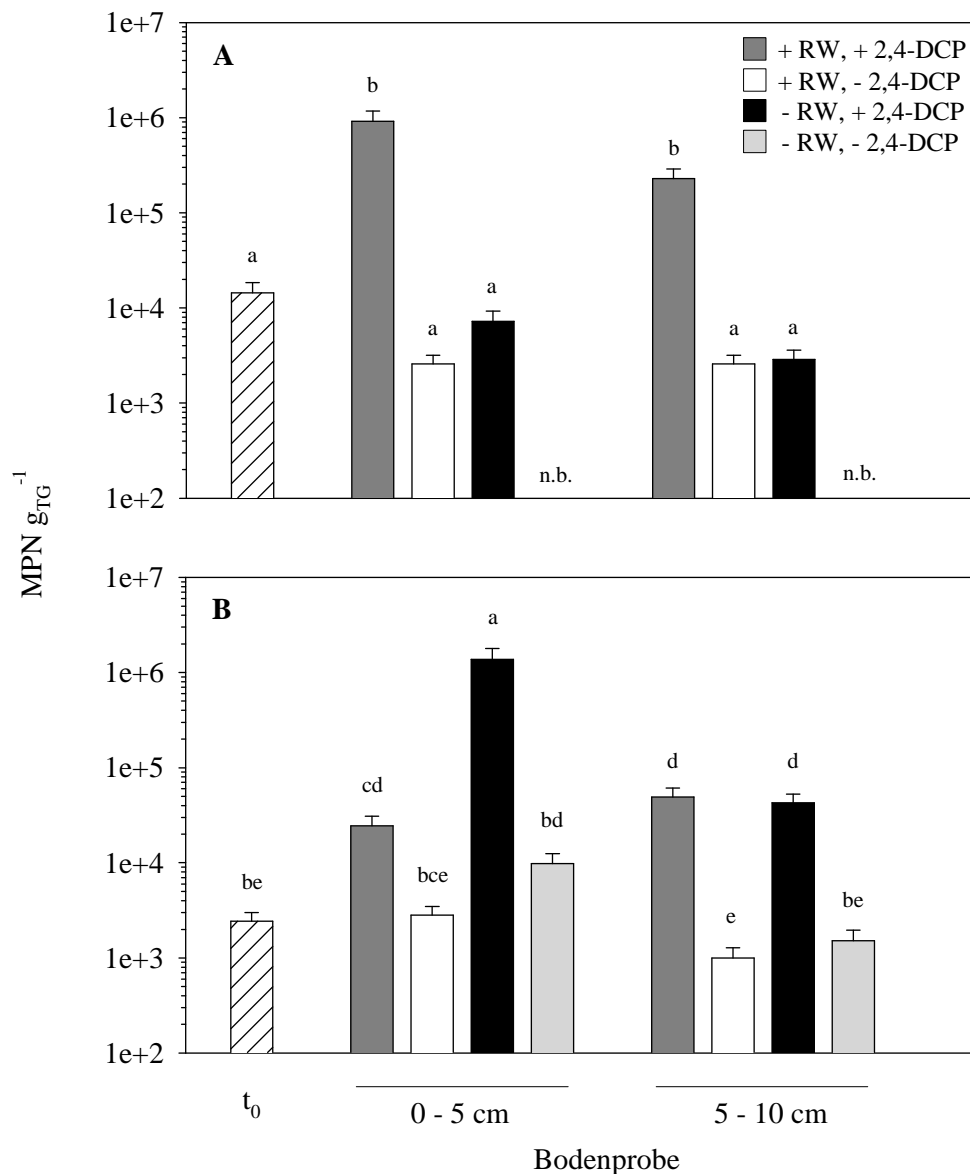 1e+7
A
+ RW, + 2,4-DCP
+ RW, - 2,4-DCP
- RW, + 2,4-DCP
- RW, - 2,4-DCP
b
1e+6
b
1e+5
a
a
1e+4
a
a
a
1e+3
n.b.
n.b.
1e+2
MPN g_TG^-1
1e+7
B
a
1e+6
1e+5
cd
d
d
bd
1e+4
be
bce
e
be
1e+3
1e+2
t0
0 - 5 cm
5 - 10 cm
Bodenprobe